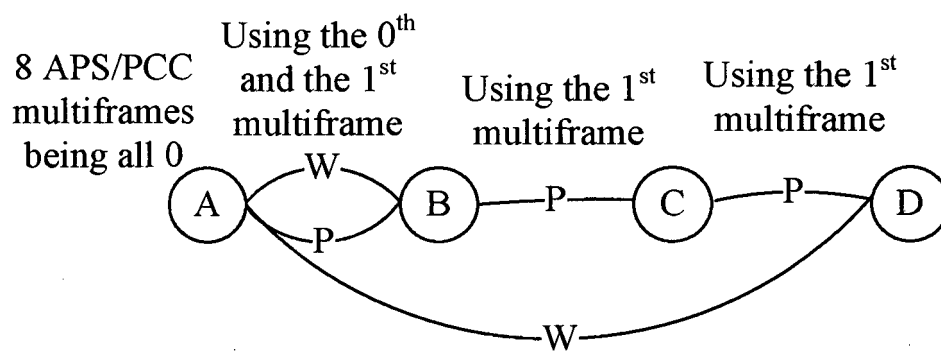 8 APS/PCC
multiframes
being all 0
Using the 0th
and the 1st
multiframe
Using the 1st
multiframe
Using the 1st
multiframe
W
A
B
P
C
P
D
P
W